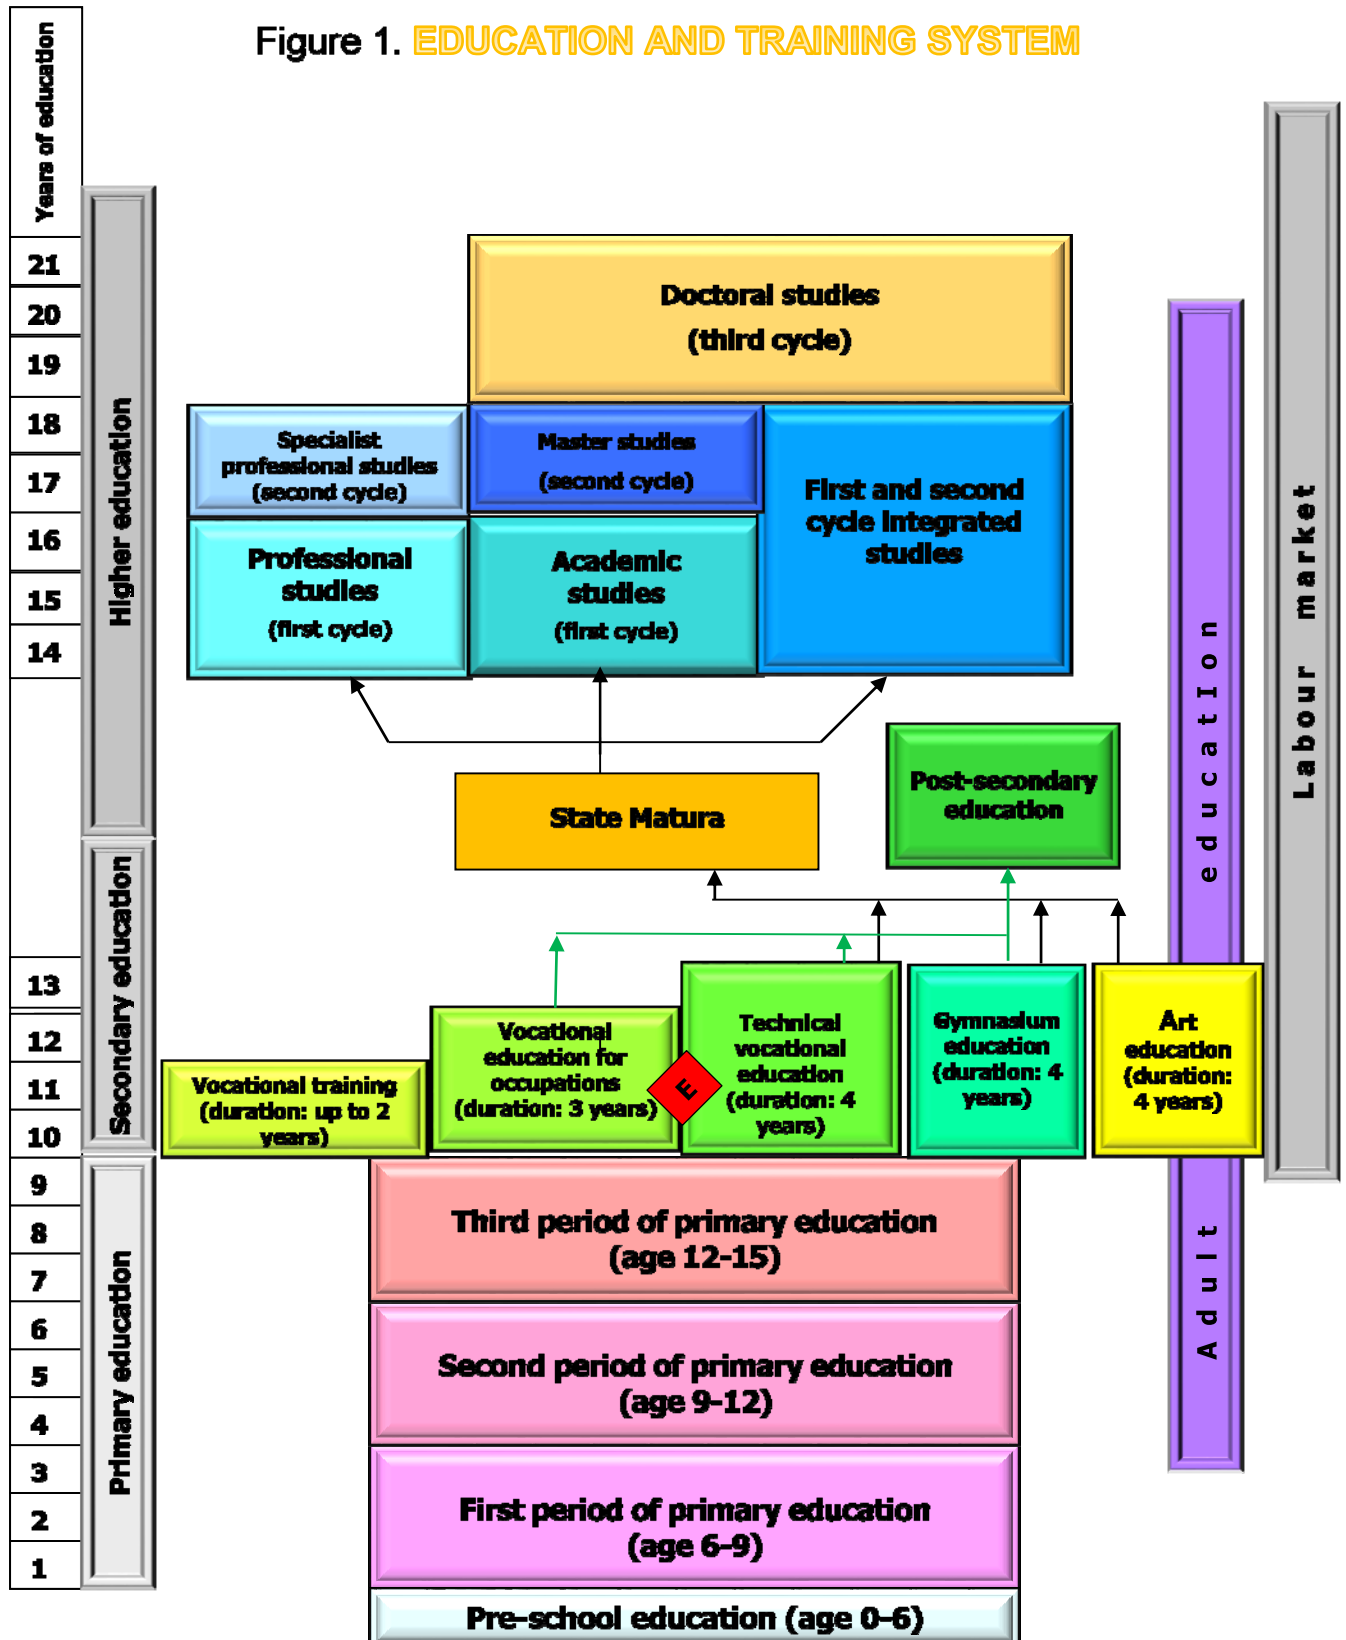 Figure 1. EDUCATION AND TRAINING SYSTEM
Years of education
21
20
19
18
17
16
15
14
13
12
11
10
9
8
7
6
5
4
3
2
1
Higher education
Secondary education
Primary education
Doctoral studies
(third cycle)
Specialist
professional studies
(second cycle)
Master studies
(second cycle)
First and second
cycle integrated
studies
Professional
studies
(first cycle)
Academic
studies
(first cycle)
State Matura
Post-secondary
education
Vocational training
(duration: up to 2
years)
Vocational
education for
occupations
(duration: 3 years)
E
Technical
vocational
education
(duration: 4
years)
Gymnasium
education
(duration: 4
years)
Art
education
(duration:
4 years)
Third period of primary education
(age 12-15)
Second period of primary education
(age 9-12)
First period of primary education
(age 6-9)
Pre-school education (age 0-6)
Adult education
Labour market